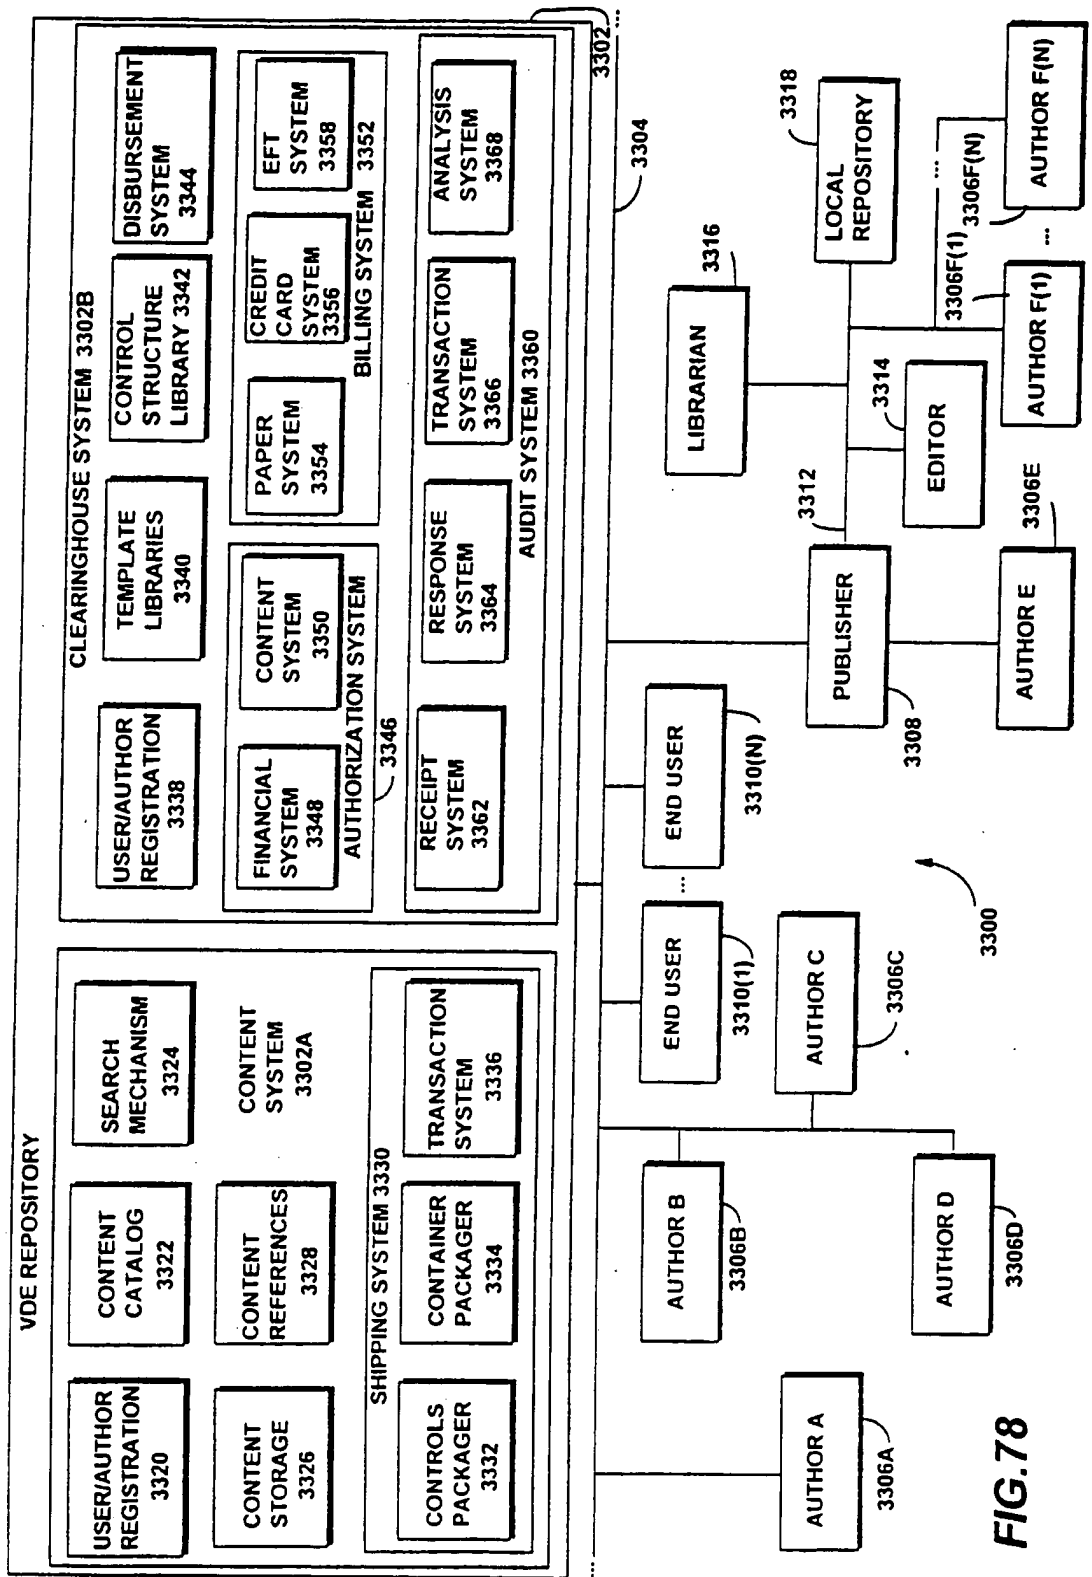 VDE REPOSITORY
3302
USER/AUTHOR
REGISTRATION
3320
CONTENT
CATALOG
3322
SEARCH
MECHANISM
3324
CONTENT
STORAGE
3326
CONTENT
REFERENCES
3328
CONTENT
SYSTEM
3302A
SHIPPING SYSTEM 3330
CONTROLS
PACKAGER
3332
CONTAINER
PACKAGER
3334
TRANSACTION
SYSTEM
3336
CLEARINGHOUSE SYSTEM 3302B
USER/AUTHOR
REGISTRATION
3338
TEMPLATE
LIBRARIES
3340
CONTROL
STRUCTURE
LIBRARY 3342
DISBURSEMENT
SYSTEM
3344
FINANCIAL
SYSTEM
3348
CONTENT
SYSTEM
3350
AUTHORIZATION SYSTEM
3346
PAPER
SYSTEM
3354
CREDIT
CARD
SYSTEM
3356
EFT
SYSTEM
3358
BILLING SYSTEM 3352
RECEIPT
SYSTEM
3362
RESPONSE
SYSTEM
3364
TRANSACTION
SYSTEM
3366
ANALYSIS
SYSTEM
3368
AUDIT SYSTEM 3360
...
...
3304
AUTHOR A
3306A
AUTHOR B
3306B
AUTHOR C
3306C
AUTHOR D
3306D
END USER
3310(1)
...
END USER
3310(N)
PUBLISHER
3308
3312
AUTHOR E
3306E
LIBRARIAN
3316
EDITOR
3314
LOCAL
REPOSITORY
3318
...
3306F(1)
3306F(N)
AUTHOR F(1)
...
AUTHOR F(N)
3300
FIG.78